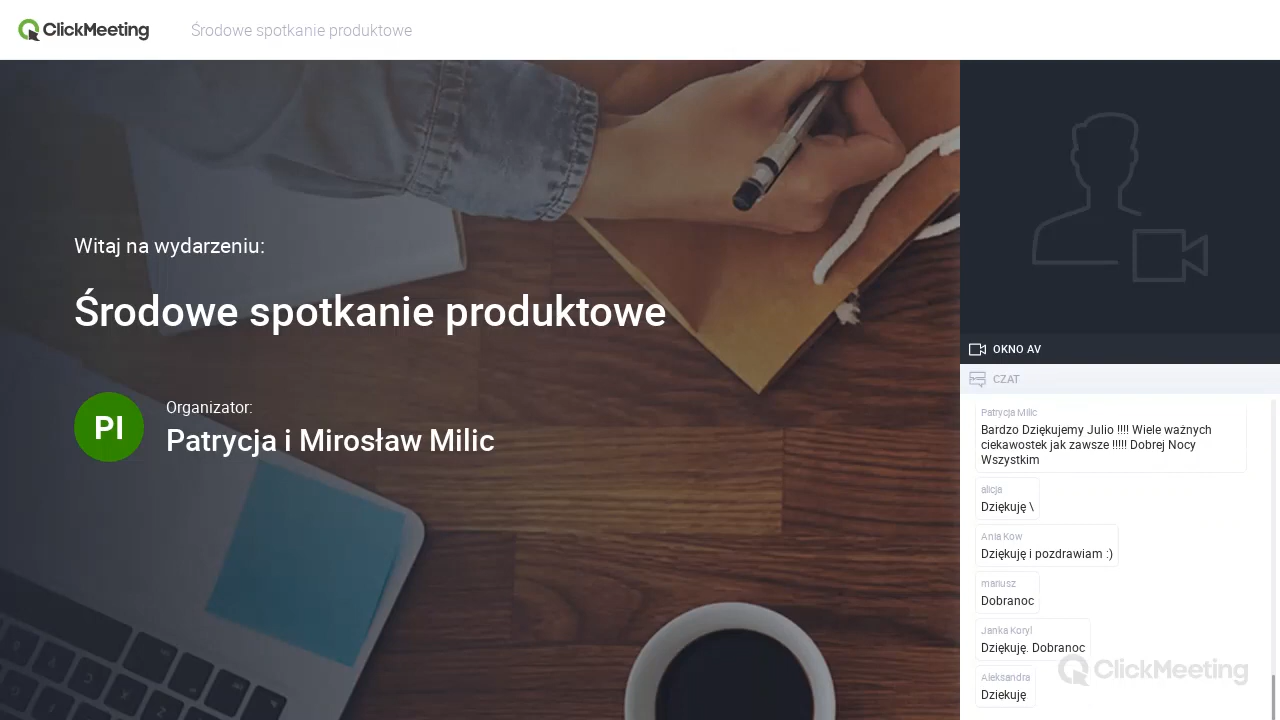 ClickMeeting
Środowe spotkanie produktowe
Witaj na wydarzeniu:
Środowe spotkanie produktowe
PI
Organizator:
Patrycja i Mirosław Milic
OKNO AV
CZAT
Patrycja Milic
Bardzo Dziękujemy Julio !!!! Wiele ważnych
ciekawostek jak zawsze !!!!! Dobrej Nocy
Wszystkim
alicja
Dziękuję \
Ania Kow
Dziękuję i pozdrawiam :)
mariusz
Dobranoc
Janka Koryl
Dziękuję. Dobranoc
Aleksandra
Dziekuję
ClickMeeting